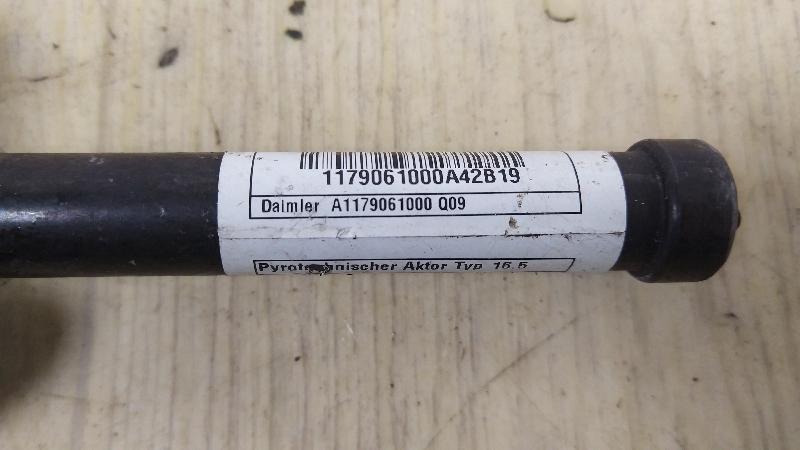 1179061000A42B19
Daimler A1179061000 Q09
Pyrotechnischer Aktor Typ 16.5